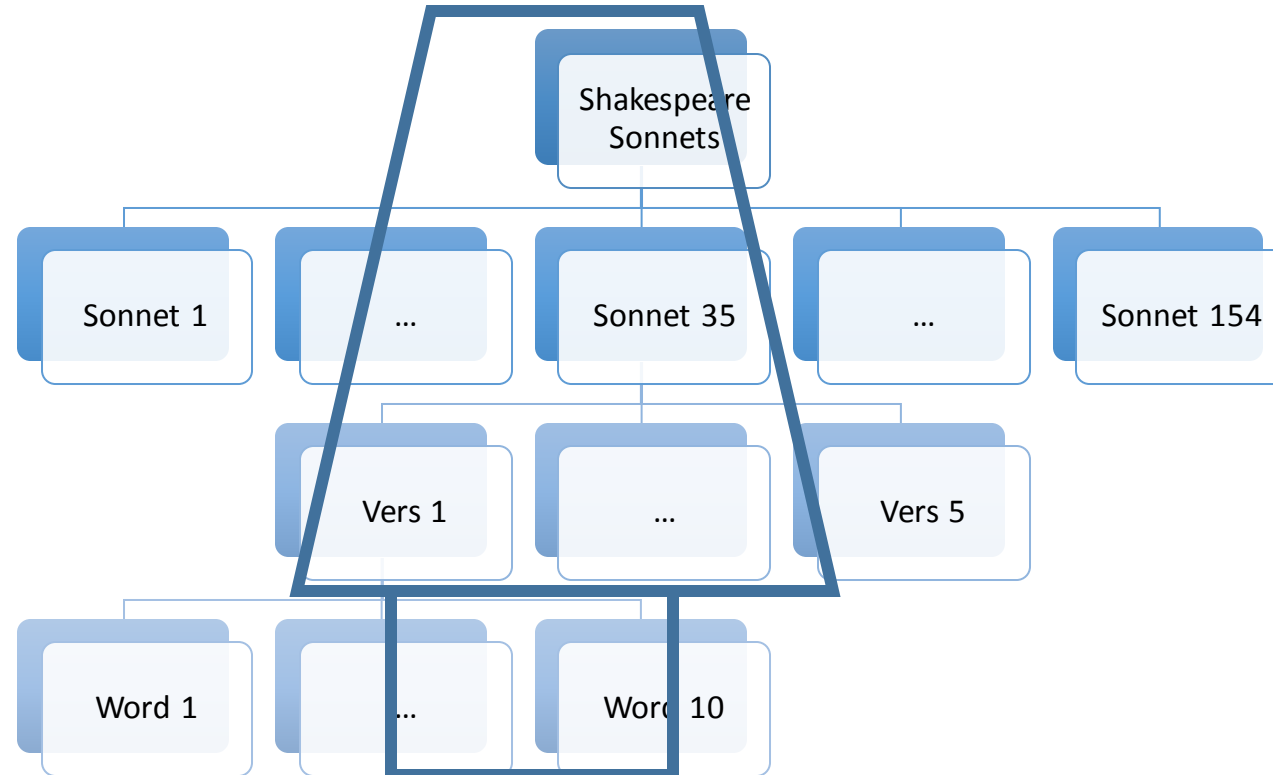 Shakespeare
Sonnets
Sonnet 1
...
Sonnet 35
...
Sonnet 154
Vers 1
...
Vers 5
Word 1
...
Word 10